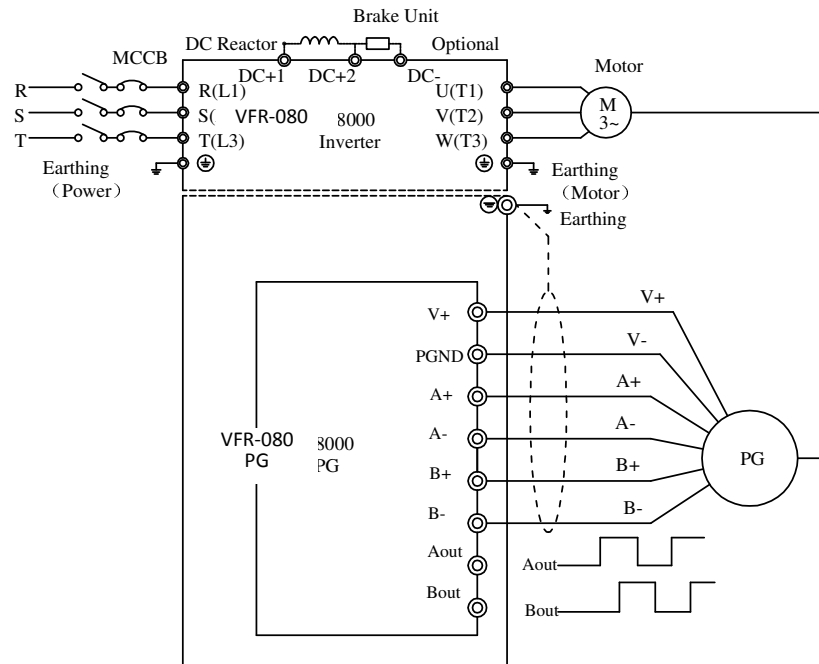 Brake Unit
DC Reactor
Optional
MCCB
DC+1
DC+2
DC-
Motor
R
R(L1)
U(T1)
M
3~
S
S(
VFR-080
8000
Inverter
V(T2)
T
T(L3)
W(T3)
Earthing
（Power）
Earthing
（Motor）
Earthing
V+
V+
PGND
V-
A+
A+
VFR-080
PG
8000
PG
A-
A-
PG
B+
B+
B-
B-
Aout
Aout
Bout
Bout